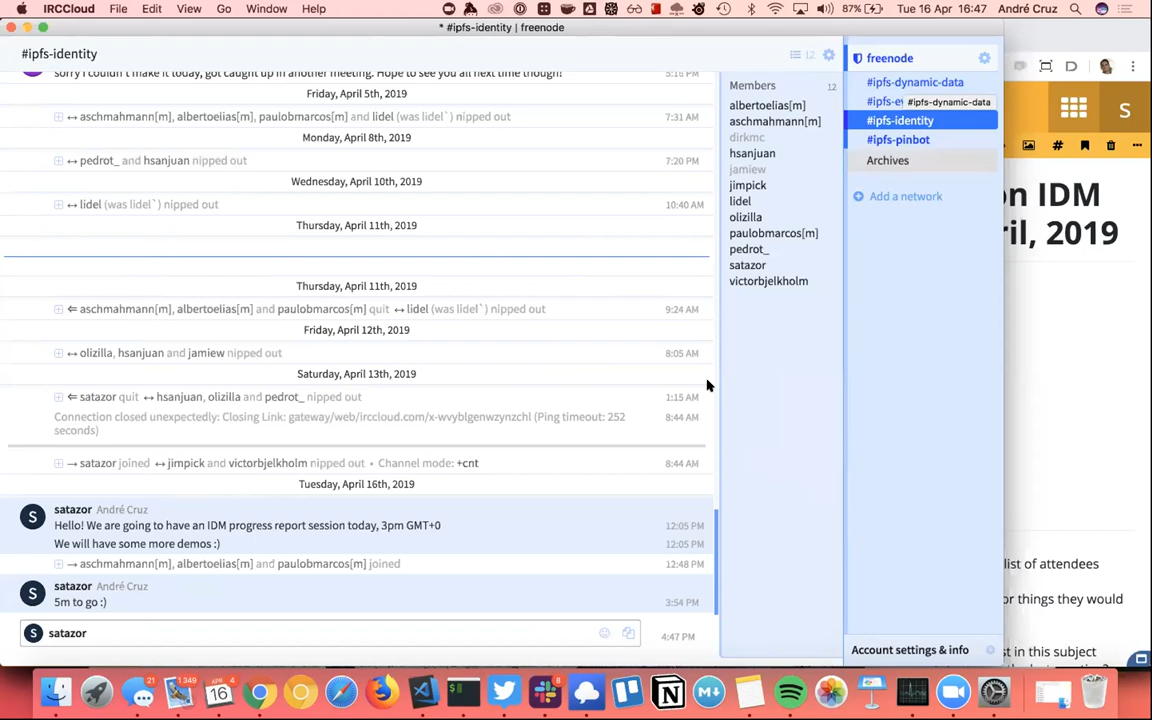 IRCCloud File Edit View Go Window Help 87% Tue 16 Apr 16:47 André Cruz
* #ipfs-identity | freenode
#ipfs-identity 12
sorry I couldn't make it today, got caught up in another meeting. Hope to see you all next time though! 5:16 PM
Friday, April 5th, 2019
↔ aschmahmann[m], albertoelias[m], paulobmarcos[m] and lidel (was lidel`) nipped out 7:31 AM
Monday, April 8th, 2019
↔ pedrot_ and hsanjuan nipped out 7:20 PM
Wednesday, April 10th, 2019
↔ lidel (was lidel`) nipped out 10:40 AM
Thursday, April 11th, 2019
Thursday, April 11th, 2019
⇐ aschmahmann[m], albertoelias[m] and paulobmarcos[m] quit ↔ lidel (was lidel`) nipped out 9:24 AM
Friday, April 12th, 2019
↔ olizilla, hsanjuan and jamiew nipped out 8:05 AM
Saturday, April 13th, 2019
⇐ satazor quit ↔ hsanjuan, olizilla and pedrot_ nipped out 1:15 AM
Connection closed unexpectedly: Closing Link: gateway/web/irccloud.com/x-wvyblgenwzynzchl (Ping timeout: 252 8:44 AM
seconds)
→ satazor joined ↔ jimpick and victorbjelkholm nipped out • Channel mode: +cnt 8:44 AM
Tuesday, April 16th, 2019
S satazor André Cruz
Hello! We are going to have an IDM progress report session today, 3pm GMT+0 12:05 PM
We will have some more demos :) 12:05 PM
→ aschmahmann[m], albertoelias[m] and paulobmarcos[m] joined 12:48 PM
S satazor André Cruz
5m to go :) 3:54 PM
S satazor 4:47 PM
Members 12
albertoelias[m]
aschmahmann[m]
dirkmc
hsanjuan
jamiew
jimpick
lidel
olizilla
paulobmarcos[m]
pedrot_
satazor
victorbjelkholm
freenode
#ipfs-dynamic-data
#ipfs-ev #ipfs-dynamic-data
#ipfs-identity
#ipfs-pinbot
Archives
Add a network
Account settings & info
S
on IDM
ril, 2019
list of attendees
or things they would
st in this subject
21 1349 APR 16 4 8